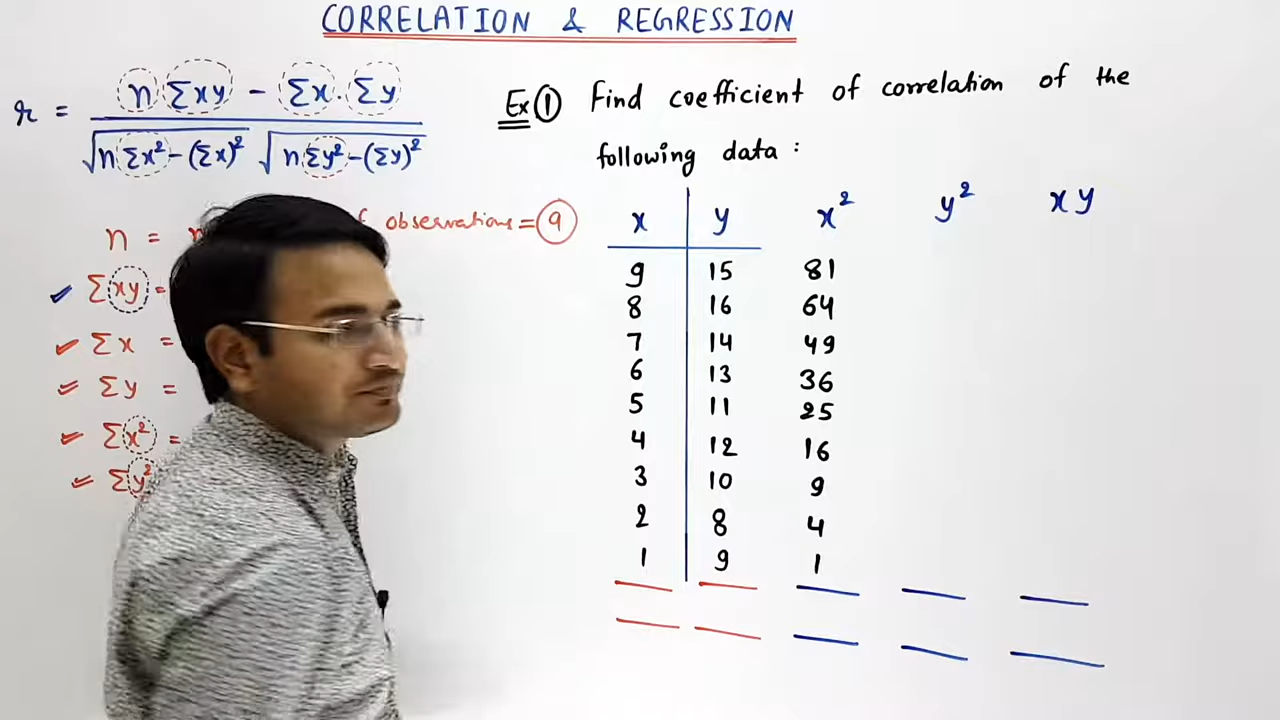 CORRELATION & REGRESSION
r = n Σxy - Σx . Σy
√nΣx²-(Σx)² √nΣy²-(Σy)²
n = observations = 9
Σxy =
Σx =
Σy =
Σx² =
Σy²
Ex 1 Find coefficient of correlation of the
following data :
x y x² y² xy
9 15 81
8 16 64
7 14 49
6 13 36
5 11 25
4 12 16
3 10 9
2 8 4
1 9 1